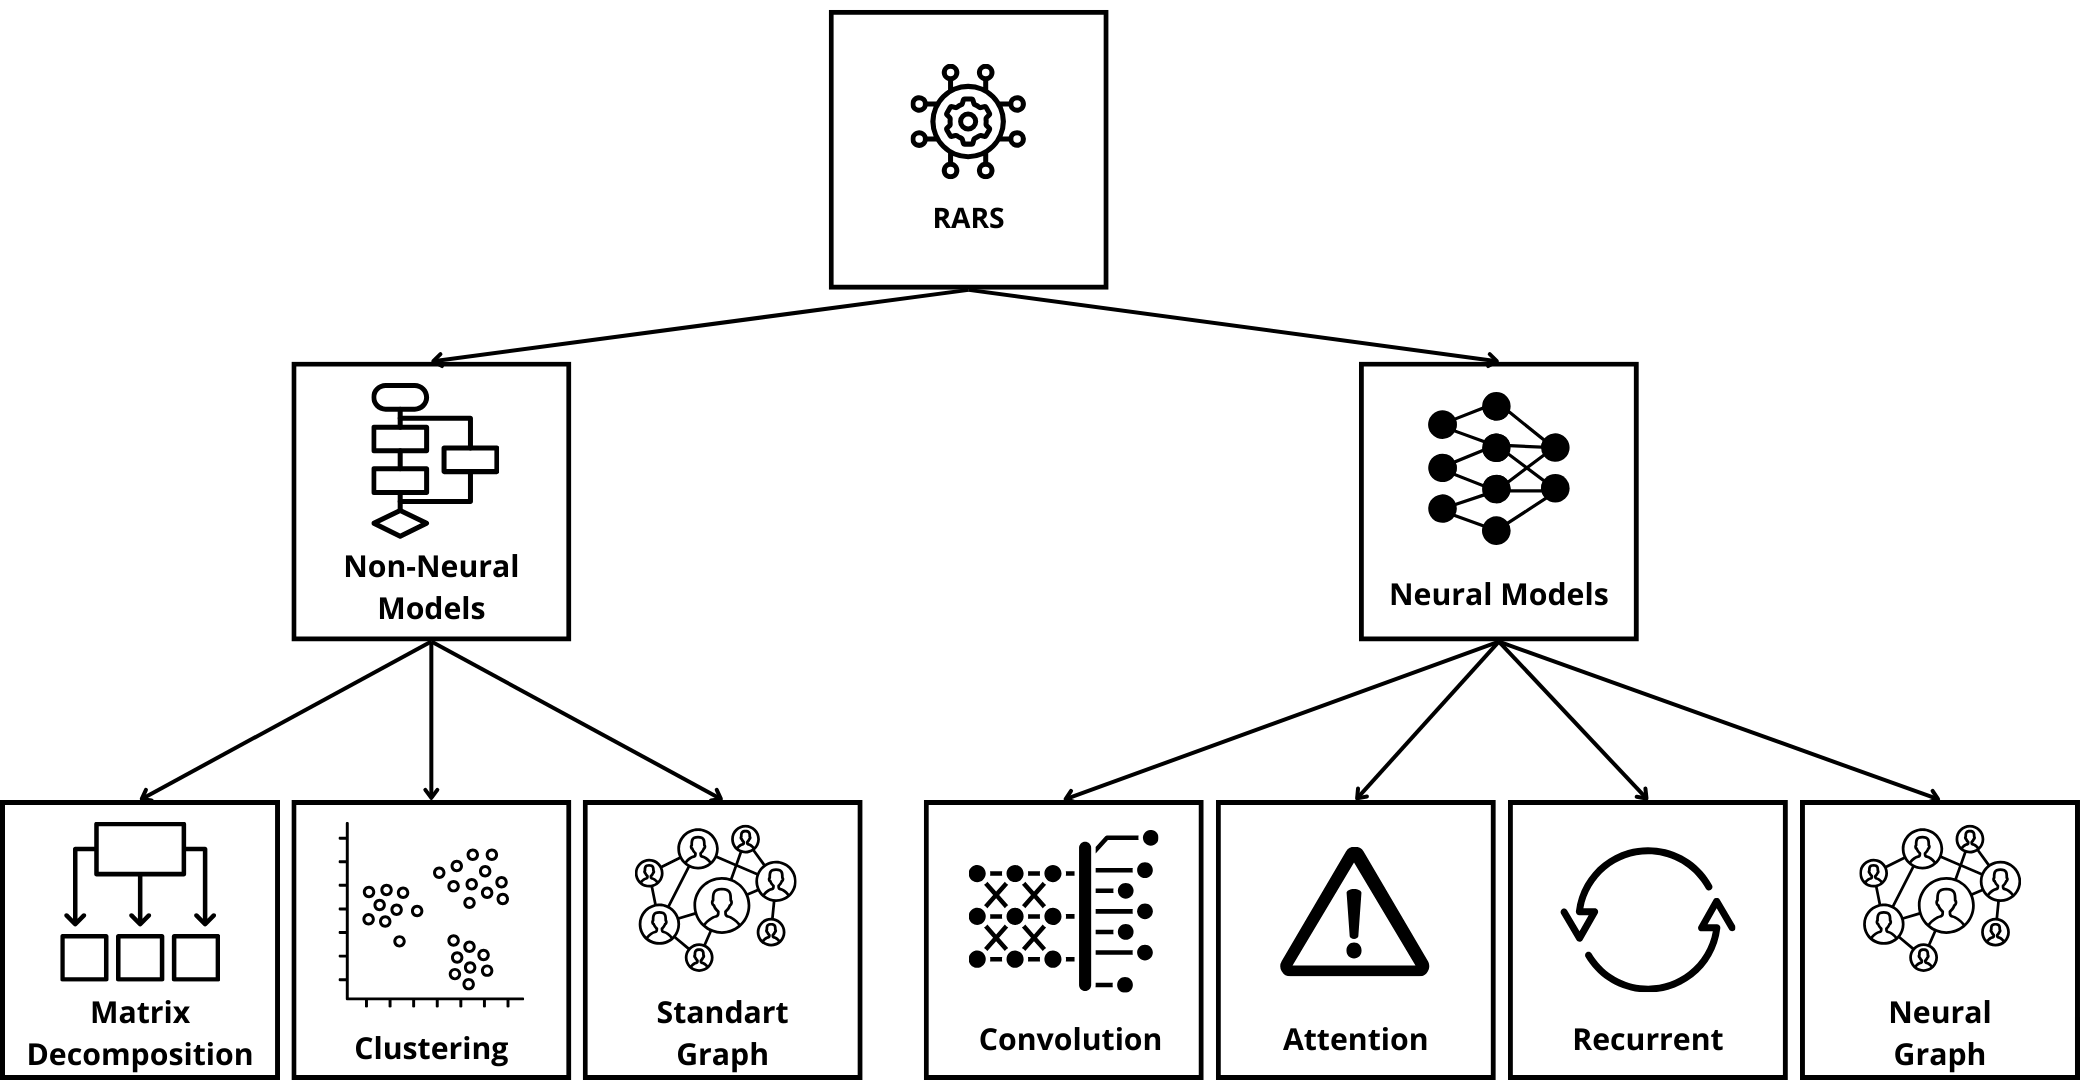 RARS
Non-Neural
Models
Neural Models
Matrix
Decomposition
Clustering
Standart
Graph
Convolution
Attention
Recurrent
Neural
Graph